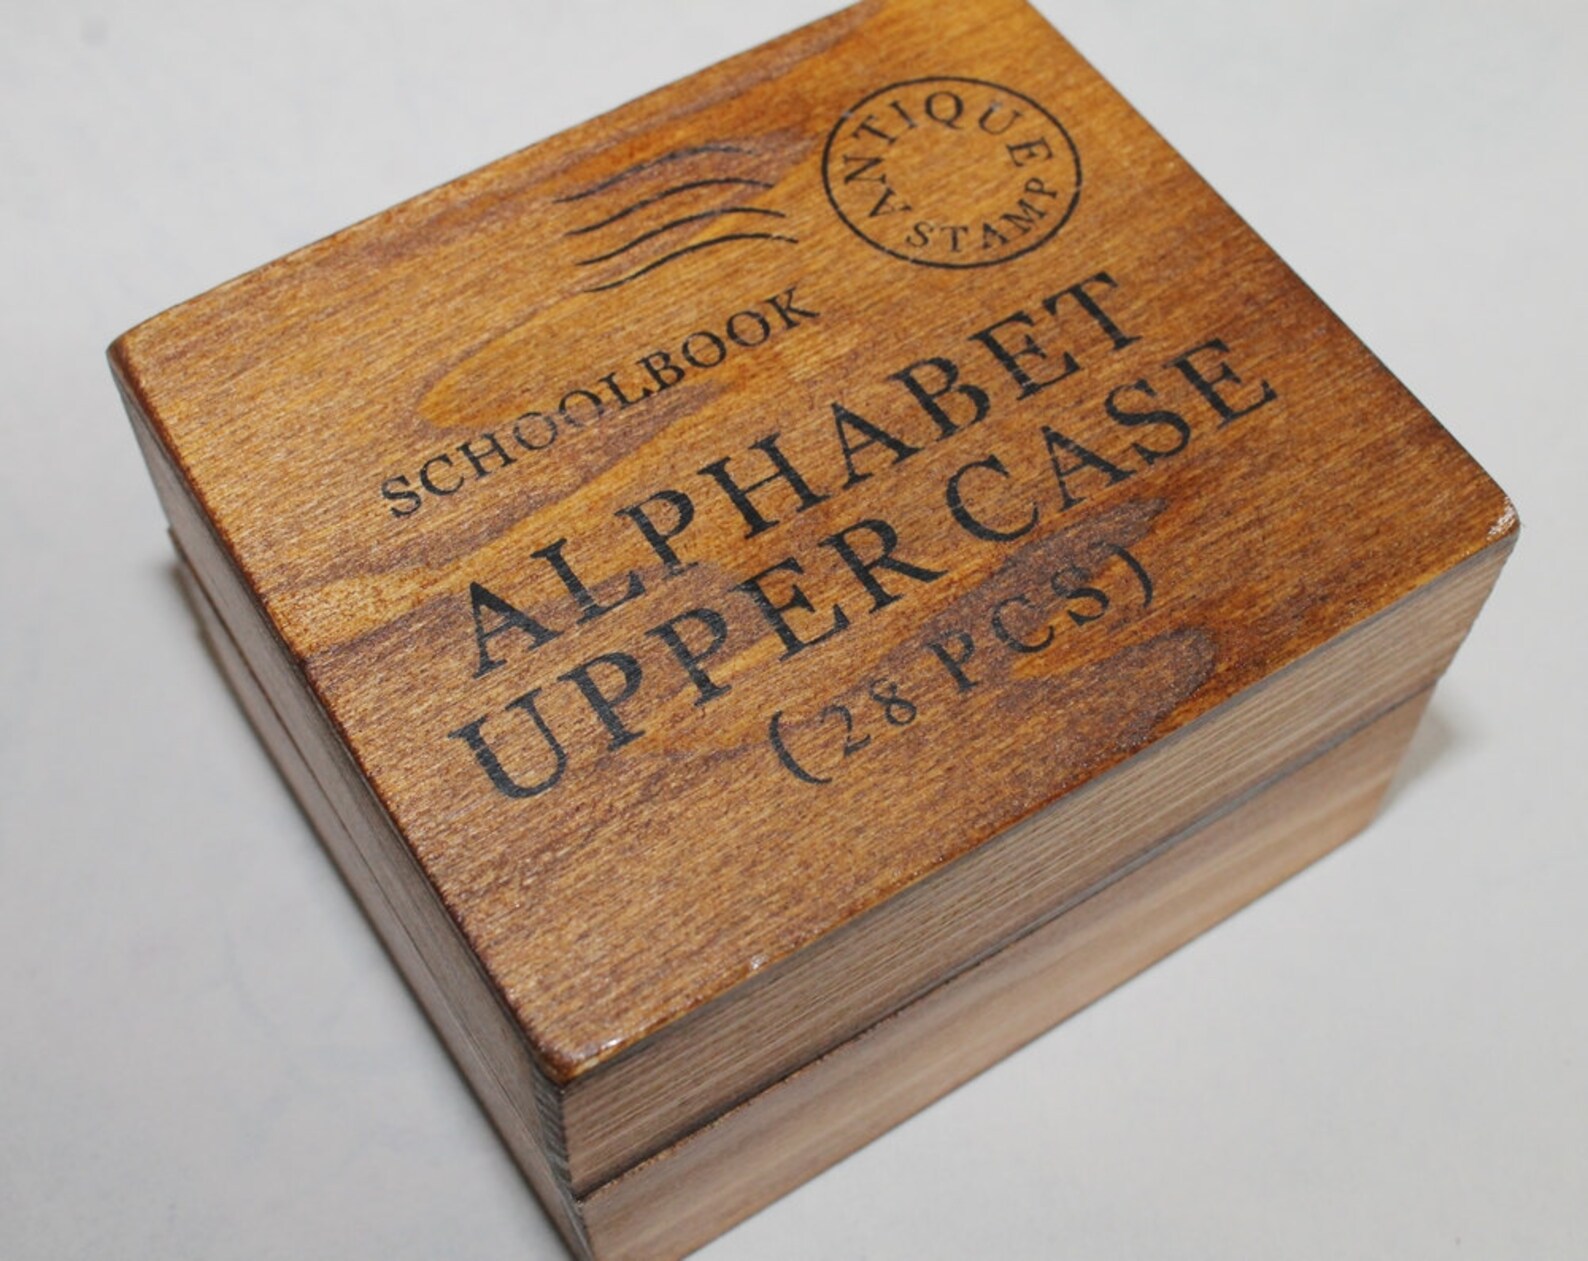 ANTIQUE
STAMP
SCHOOLBOOK
ALPHABET
UPPER CASE
(28 PCS)